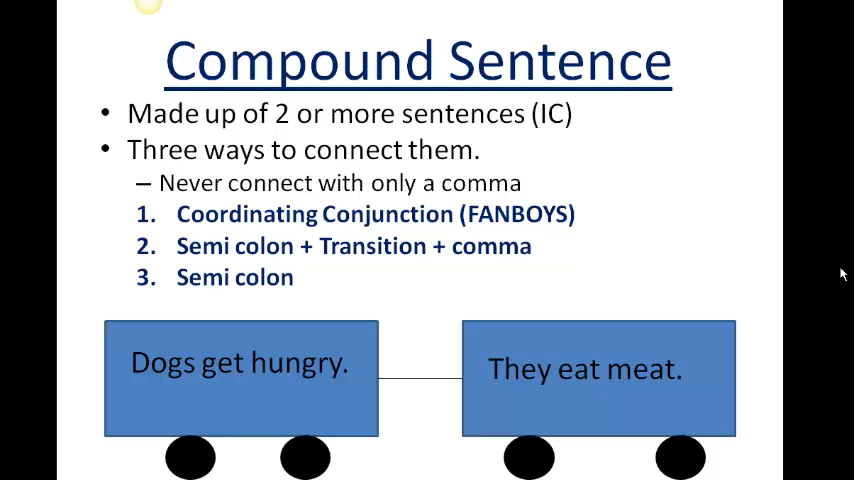 Compound Sentence
• Made up of 2 or more sentences (IC)
• Three ways to connect them.
– Never connect with only a comma
1. Coordinating Conjunction (FANBOYS)
2. Semi colon + Transition + comma
3. Semi colon
Dogs get hungry.
They eat meat.